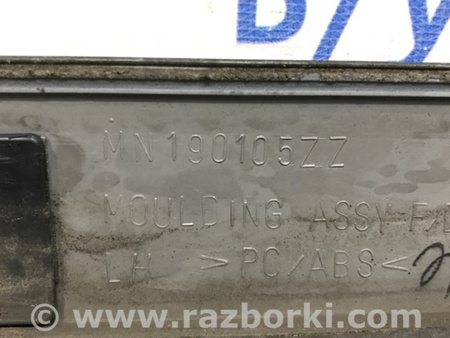 Б/у
MN190105ZZ
MOULDING ASSY F/D
LH >PC/ABS<
© www.razborki.com